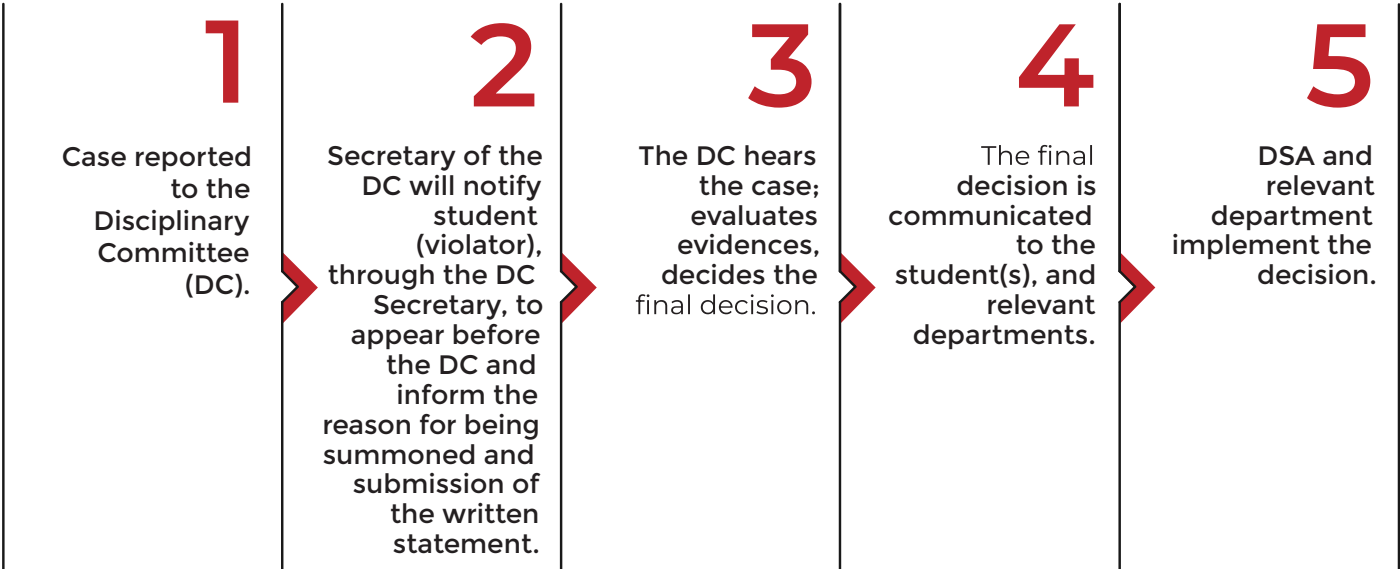 1
Case reported
to the
Disciplinary
Committee
(DC).
2
Secretary of the
DC will notify
student
(violator),
through the DC
Secretary, to
appear before
the DC and
inform the
reason for being
summoned and
submission of
the written
statement.
3
The DC hears
the case;
evaluates
evidences,
decides the
final decision.
4
The final
decision is
communicated
to the
student(s), and
relevant
departments.
5
DSA and
relevant
department
implement the
decision.